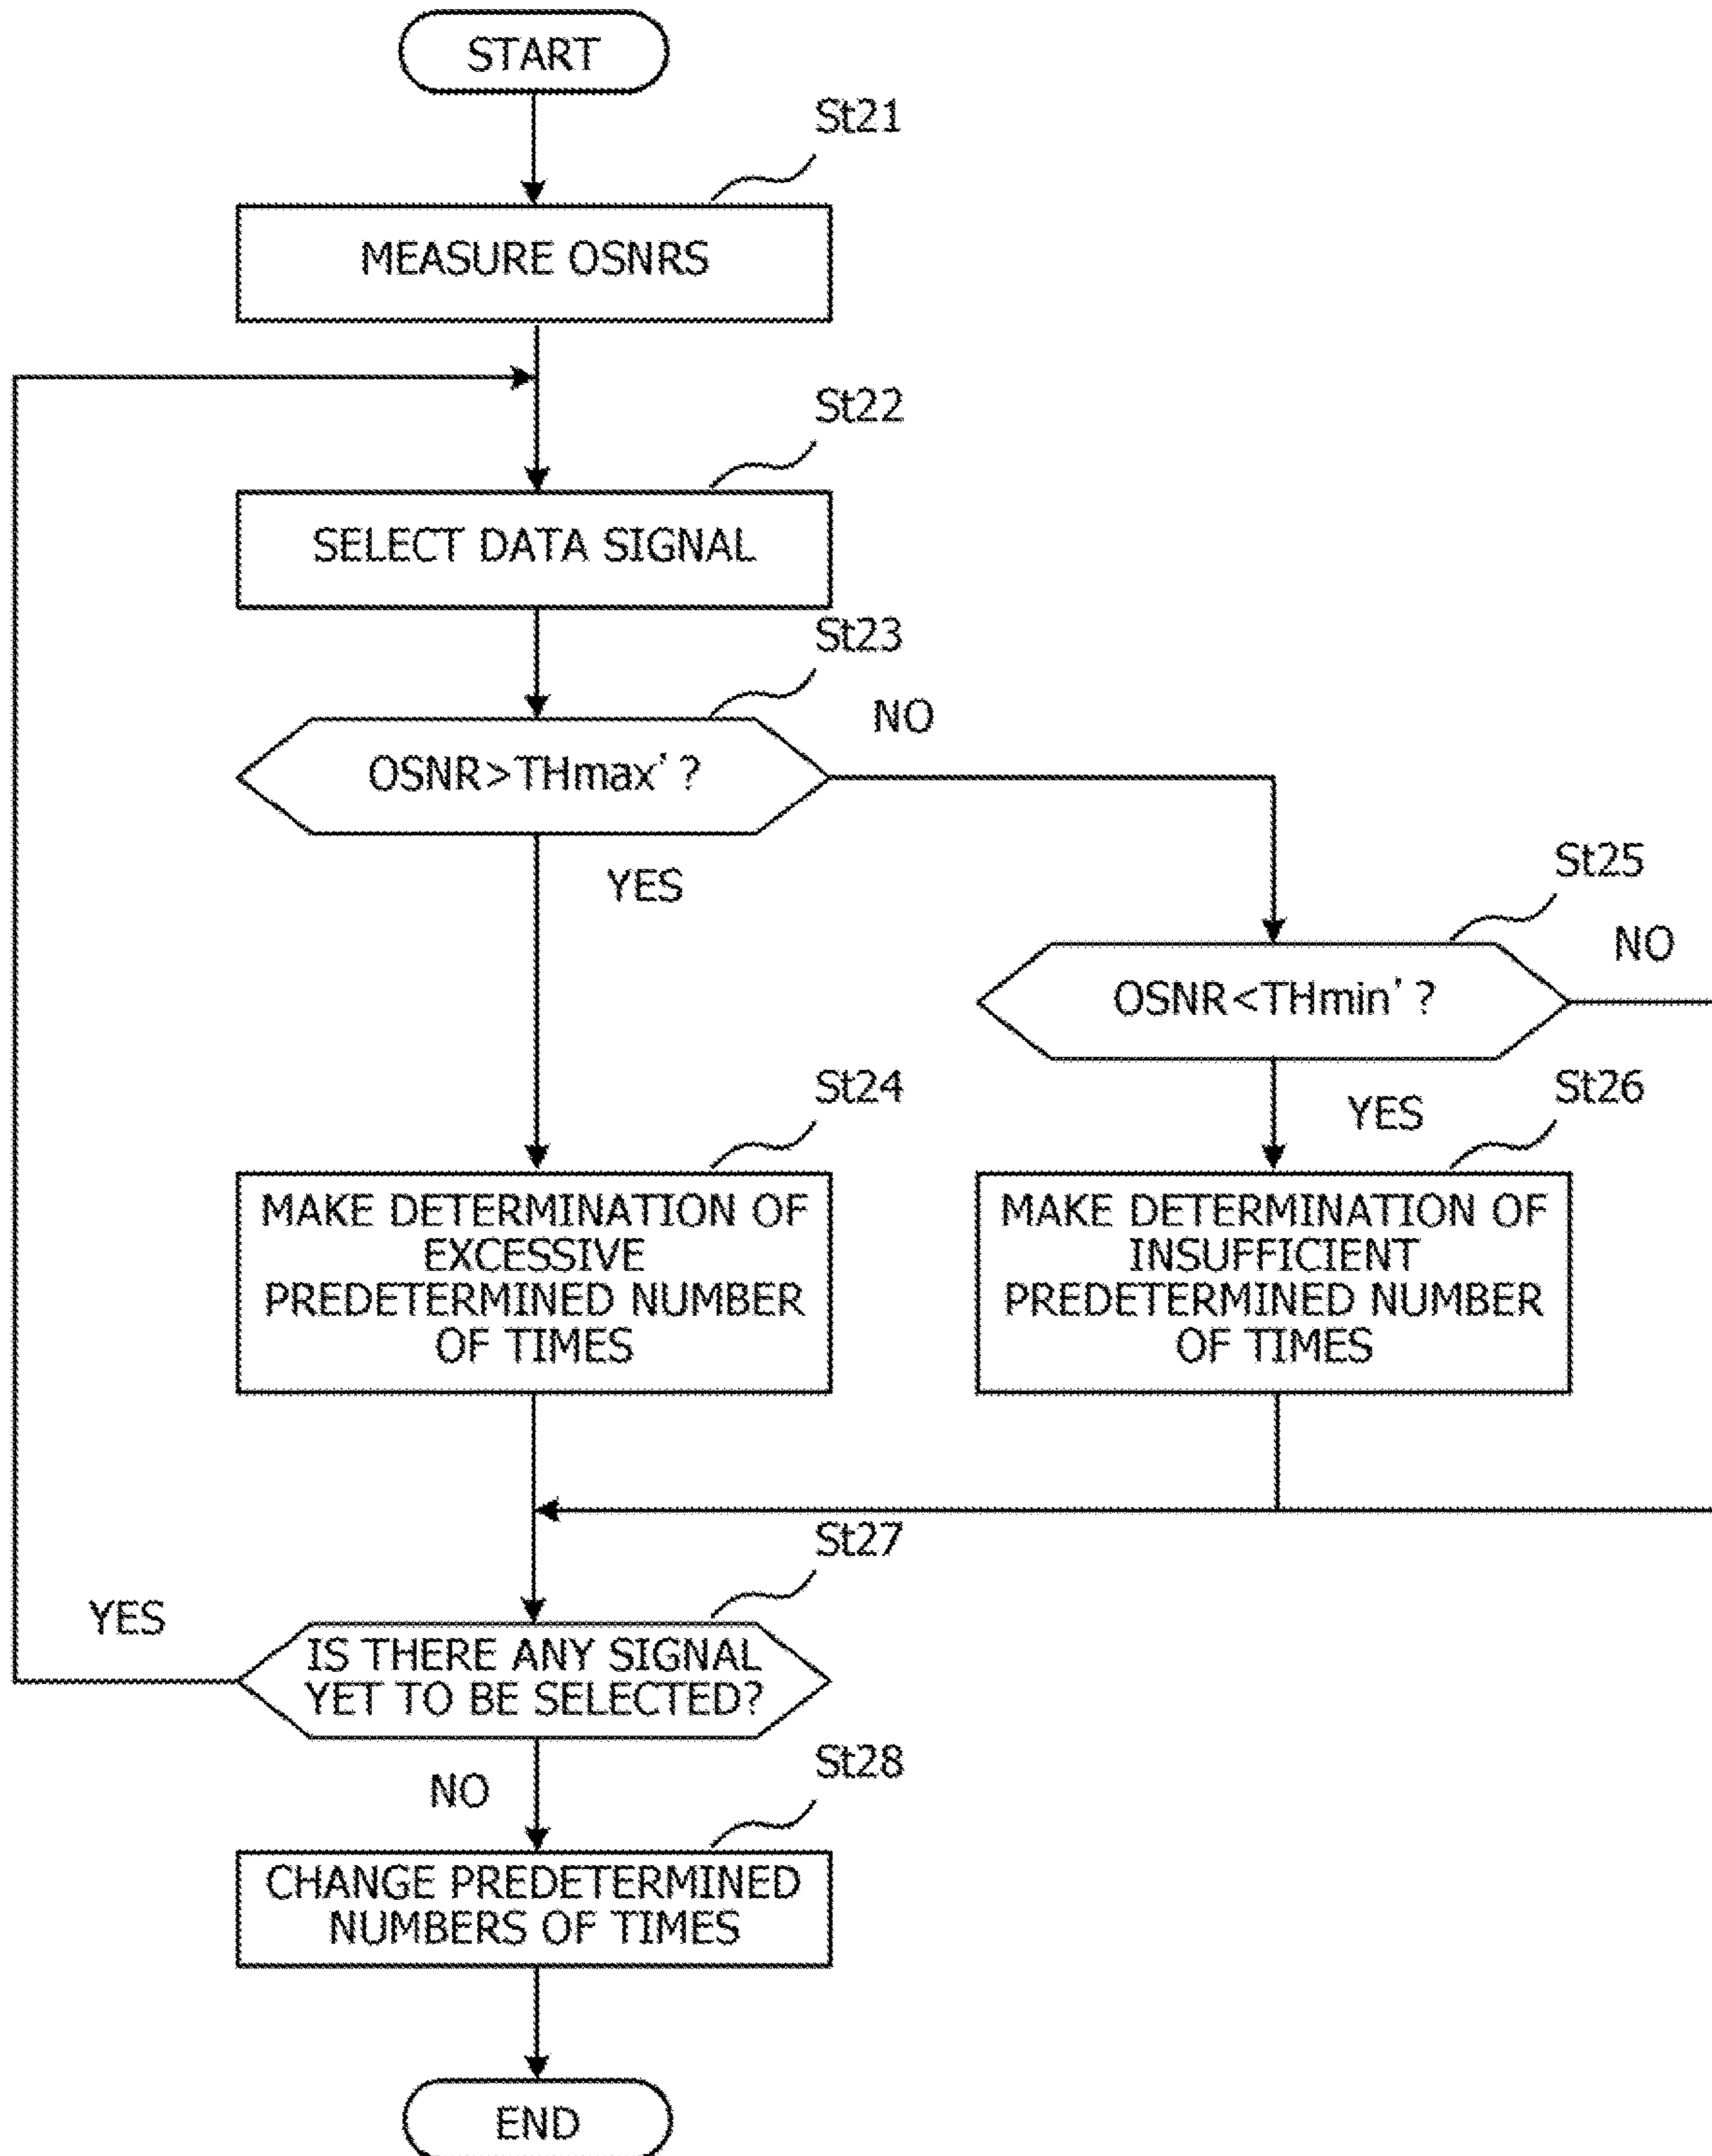 START
St21
MEASURE OSNRS
St22
SELECT DATA SIGNAL
St23
OSNR>THmax'?
NO
YES
St25
OSNR<THmin'?
NO
YES
St24
MAKE DETERMINATION OF
EXCESSIVE
PREDETERMINED NUMBER
OF TIMES
St26
MAKE DETERMINATION OF
INSUFFICIENT
PREDETERMINED NUMBER
OF TIMES
St27
IS THERE ANY SIGNAL
YET TO BE SELECTED?
YES
NO
St28
CHANGE PREDETERMINED
NUMBERS OF TIMES
END